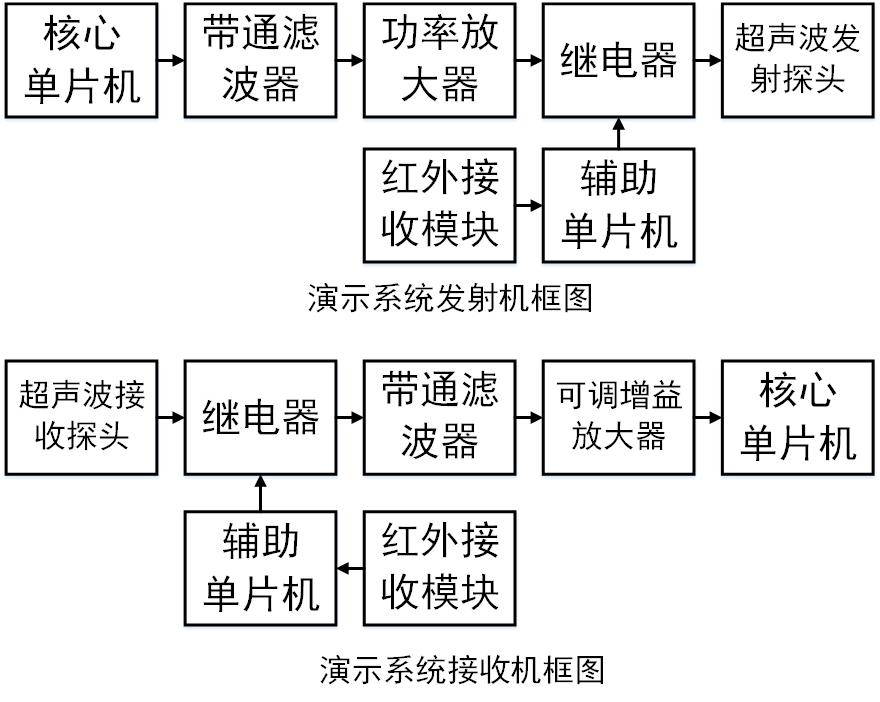 核心
单片机
带通滤
波器
功率放
大器
继电器
超声波发
射探头
红外接
收模块
辅助
单片机
演示系统发射机框图
超声波接
收探头
继电器
带通滤
波器
可调增益
放大器
核心
单片机
辅助
单片机
红外接
收模块
演示系统接收机框图